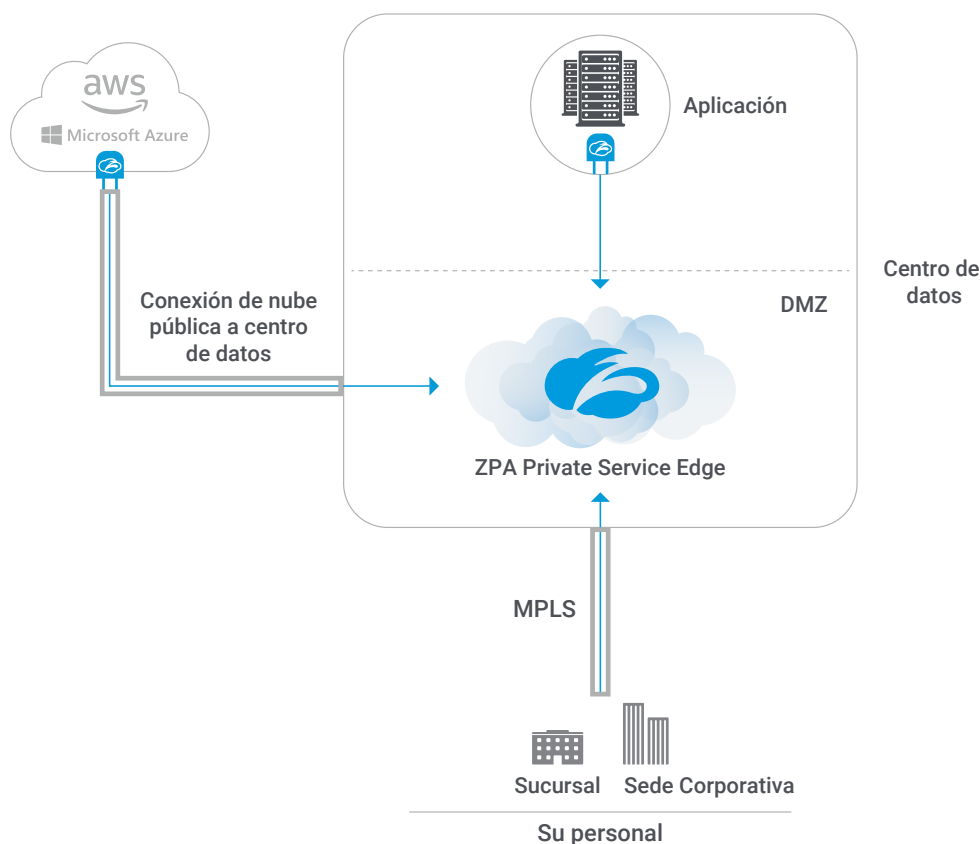 aws
Microsoft Azure
Aplicación
Centro de
datos
DMZ
Conexión de nube
pública a centro
de datos
ZPA Private Service Edge
MPLS
Sucursal
Sede Corporativa
Su personal